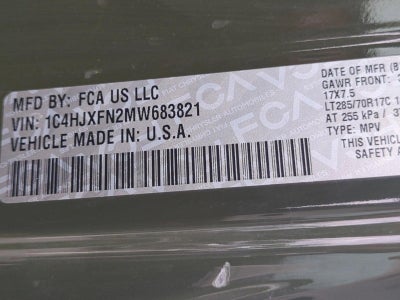 MFD BY: FCA US LLC
VIN: 1C4HJXFN2MW683821
VEHICLE MADE IN: U.S.A.
DATE OF MFR
GAWR FRONT:
17X7.5
LT285/70R17C
AT 255 kPa /
TYPE: MPV
THIS VEHICLE
SAFETY